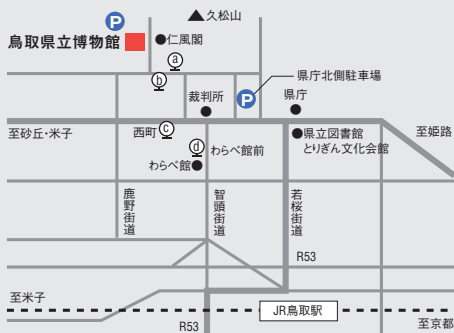 P
▲久松山
鳥取県立博物館
●仁風閣
ⓐ
ⓑ
県庁北側駐車場
裁判所
P
県庁
至砂丘・米子
西町
ⓒ
県立図書館
とりぎん文化会館
至姫路
ⓓ
わらべ館前
わらべ館
鹿野街道
智頭街道
若桜街道
R53
至米子
JR鳥取駅
R53
至京都